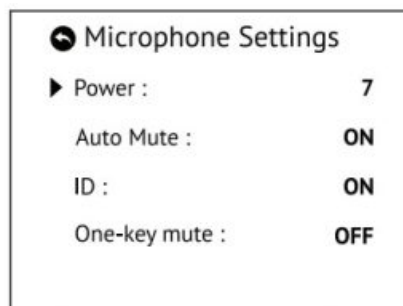 Microphone Settings
Power : 7
Auto Mute : ON
ID : ON
One-key mute : OFF